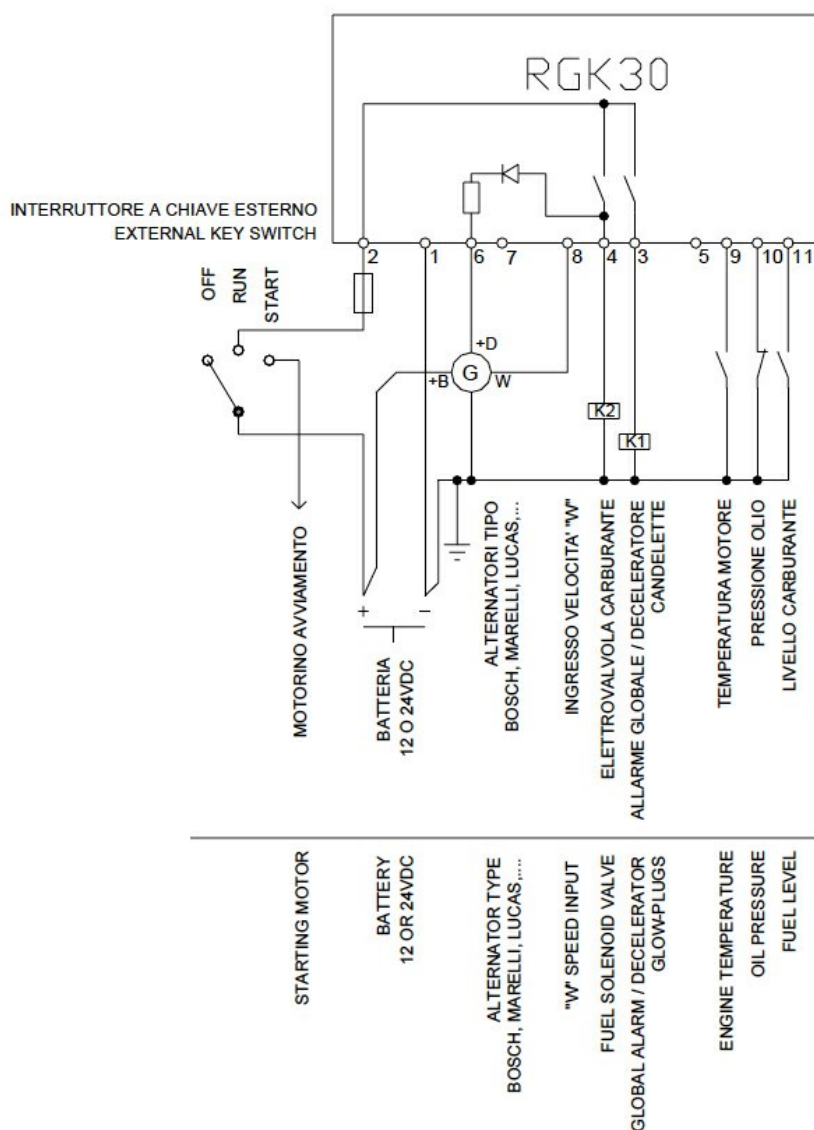 RGK30
INTERRUTTORE A CHIAVE ESTERNO
EXTERNAL KEY SWITCH
2
1
6
7
8
4
3
5
9
10
11
OFF
RUN
START
+D
+B
G
W
K2
K1
+
-
MOTORINO AVVIAMENTO
BATTERIA
12 O 24VDC
ALTERNATORI TIPO
BOSCH, MARELLI, LUCAS,...
INGRESSO VELOCITA' "W"
ELETTROVALVOLA CARBURANTE
ALLARME GLOBALE / DECELERATORE
CANDELETTE
TEMPERATURA MOTORE
PRESSIONE OLIO
LIVELLO CARBURANTE
STARTING MOTOR
BATTERY
12 OR 24VDC
ALTERNATOR TYPE
BOSCH, MARELLI, LUCAS,....
"W" SPEED INPUT
FUEL SOLENOID VALVE
GLOBAL ALARM / DECELERATOR
GLOW-PLUGS
ENGINE TEMPERATURE
OIL PRESSURE
FUEL LEVEL